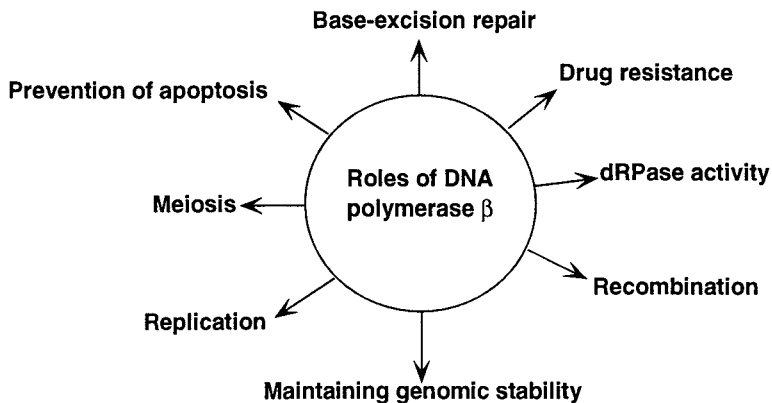 Base-excision repair
Drug resistance
Prevention of apoptosis
Roles of DNA
polymerase β
dRPase activity
Meiosis
Recombination
Replication
Maintaining genomic stability